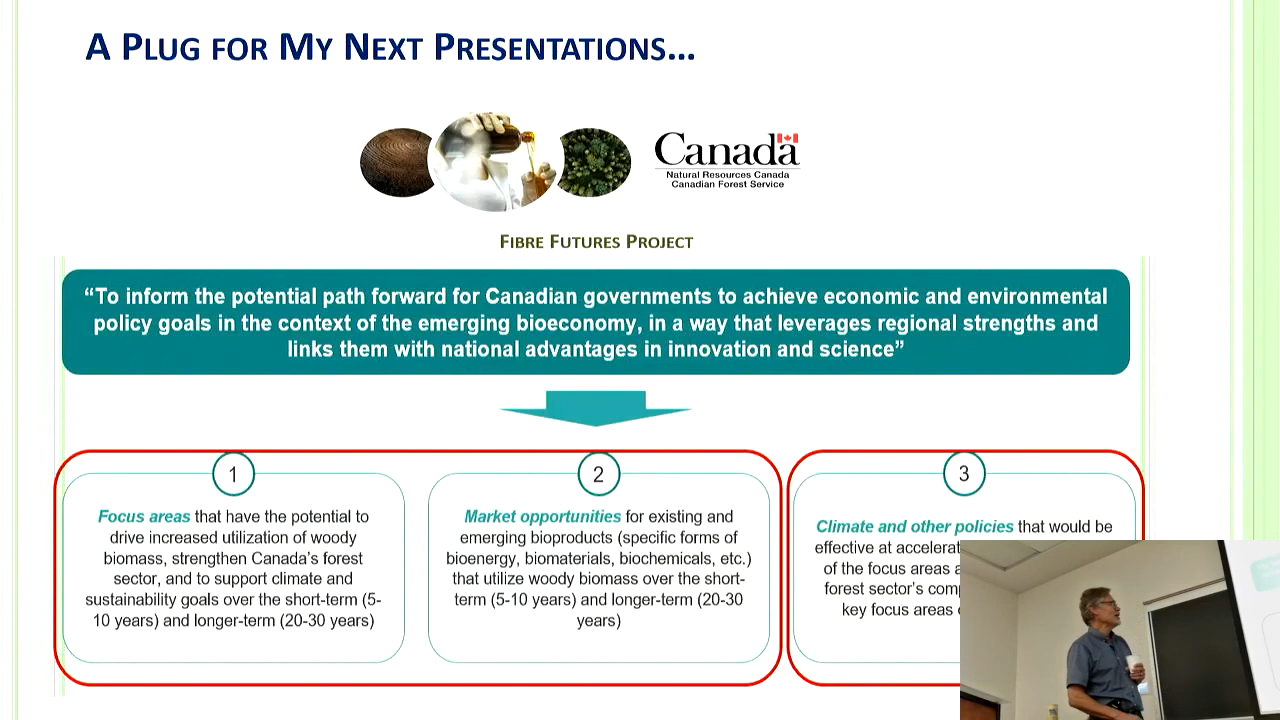 A PLUG FOR MY NEXT PRESENTATIONS...
Canada
Natural Resources Canada
Canadian Forest Service
FIBRE FUTURES PROJECT
“To inform the potential path forward for Canadian governments to achieve economic and environmental
policy goals in the context of the emerging bioeconomy, in a way that leverages regional strengths and
links them with national advantages in innovation and science”
1
Focus areas that have the potential to
drive increased utilization of woody
biomass, strengthen Canada’s forest
sector, and to support climate and
sustainability goals over the short-term (5-
10 years) and longer-term (20-30 years)
2
Market opportunities for existing and
emerging bioproducts (specific forms of
bioenergy, biomaterials, biochemicals, etc.)
that utilize woody biomass over the short-
term (5-10 years) and longer-term (20-30
years)
3
Climate and other policies that would be
effective at
of the focus areas
forest sector’s
key focus areas